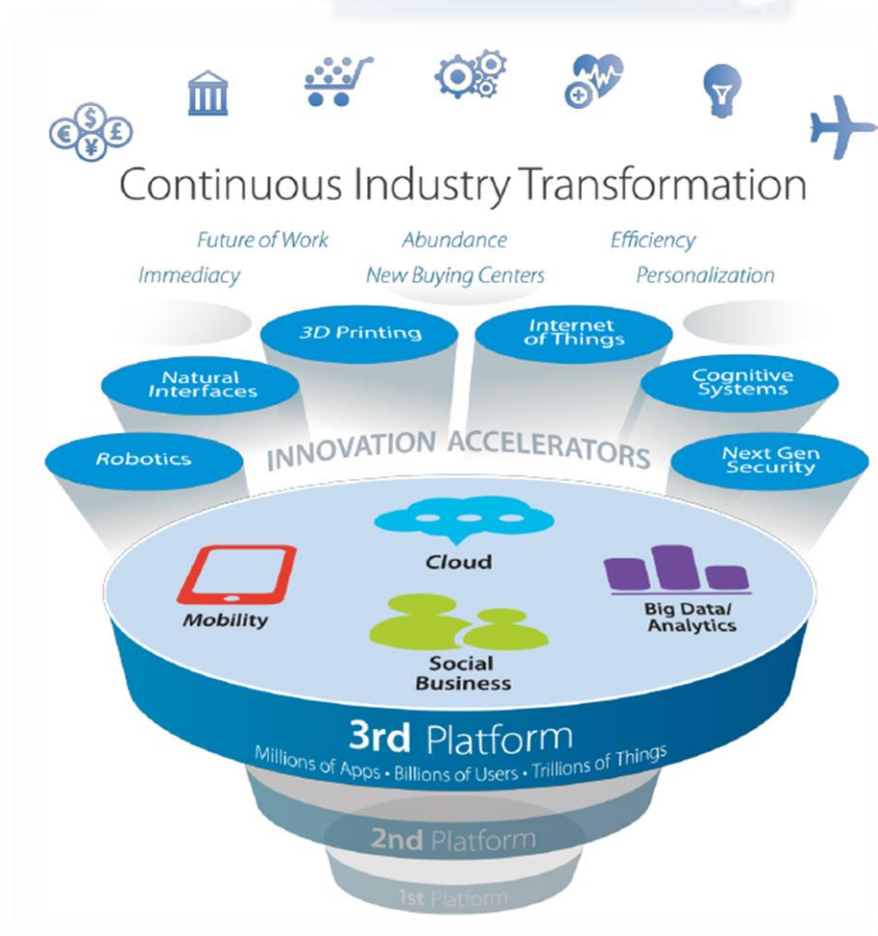 € $ £ ¥
Continuous Industry Transformation
Future of Work Abundance Efficiency
Immediacy New Buying Centers Personalization
3D Printing
Internet
of Things
Natural
Interfaces
Cognitive
Systems
Robotics
INNOVATION ACCELERATORS
Next Gen
Security
Cloud
Mobility
Big Data/
Analytics
Social
Business
3rd Platform
Millions of Apps • Billions of Users • Trillions of Things
2nd Platform
1st Platform